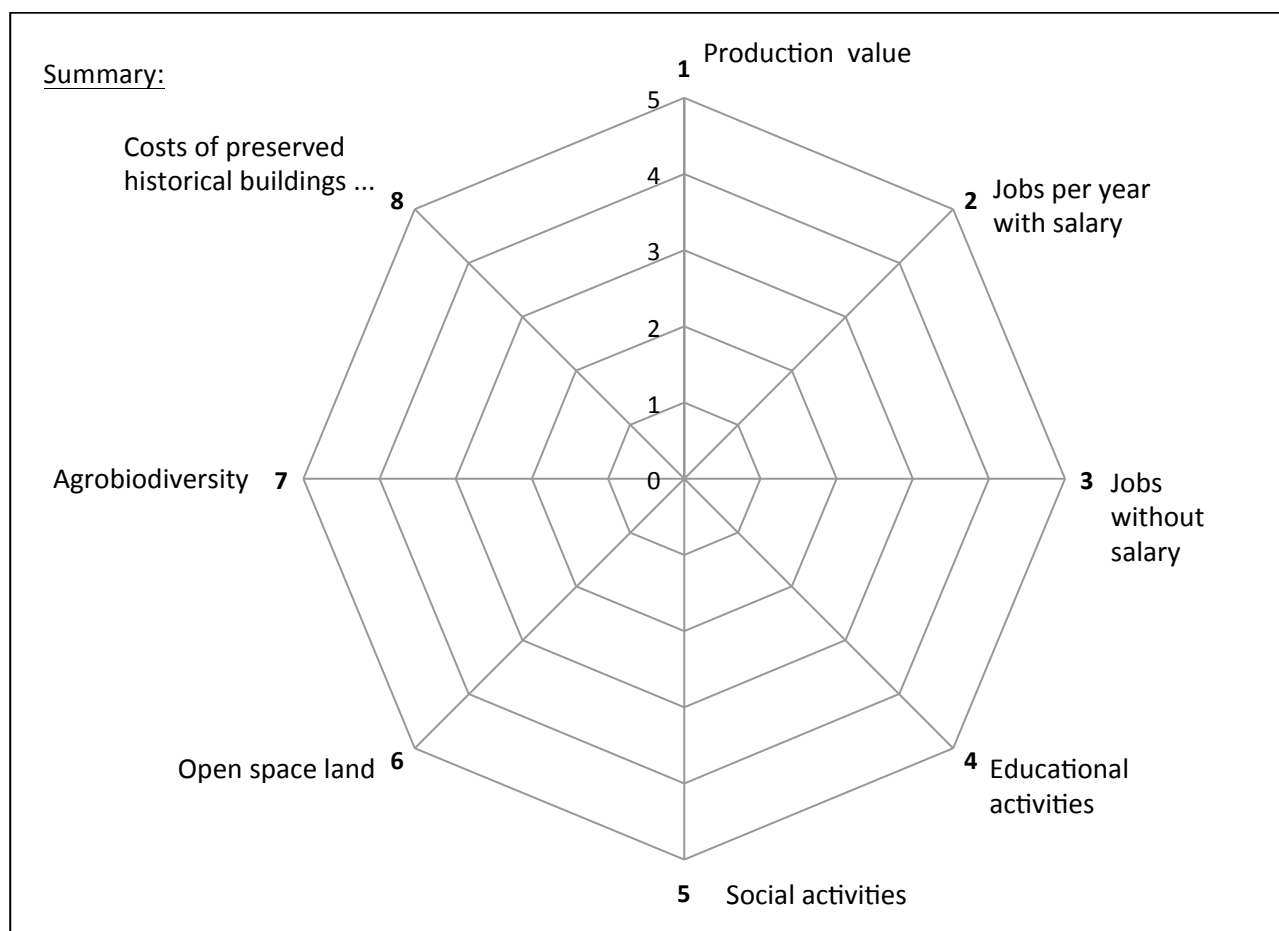 Summary:
1 Production value
5
4
3
2
1
0
Costs of preserved
historical buildings ...
8
2 Jobs per year
with salary
Agrobiodiversity 7
3 Jobs
without
salary
Open space land 6
4 Educational
activities
5 Social activities